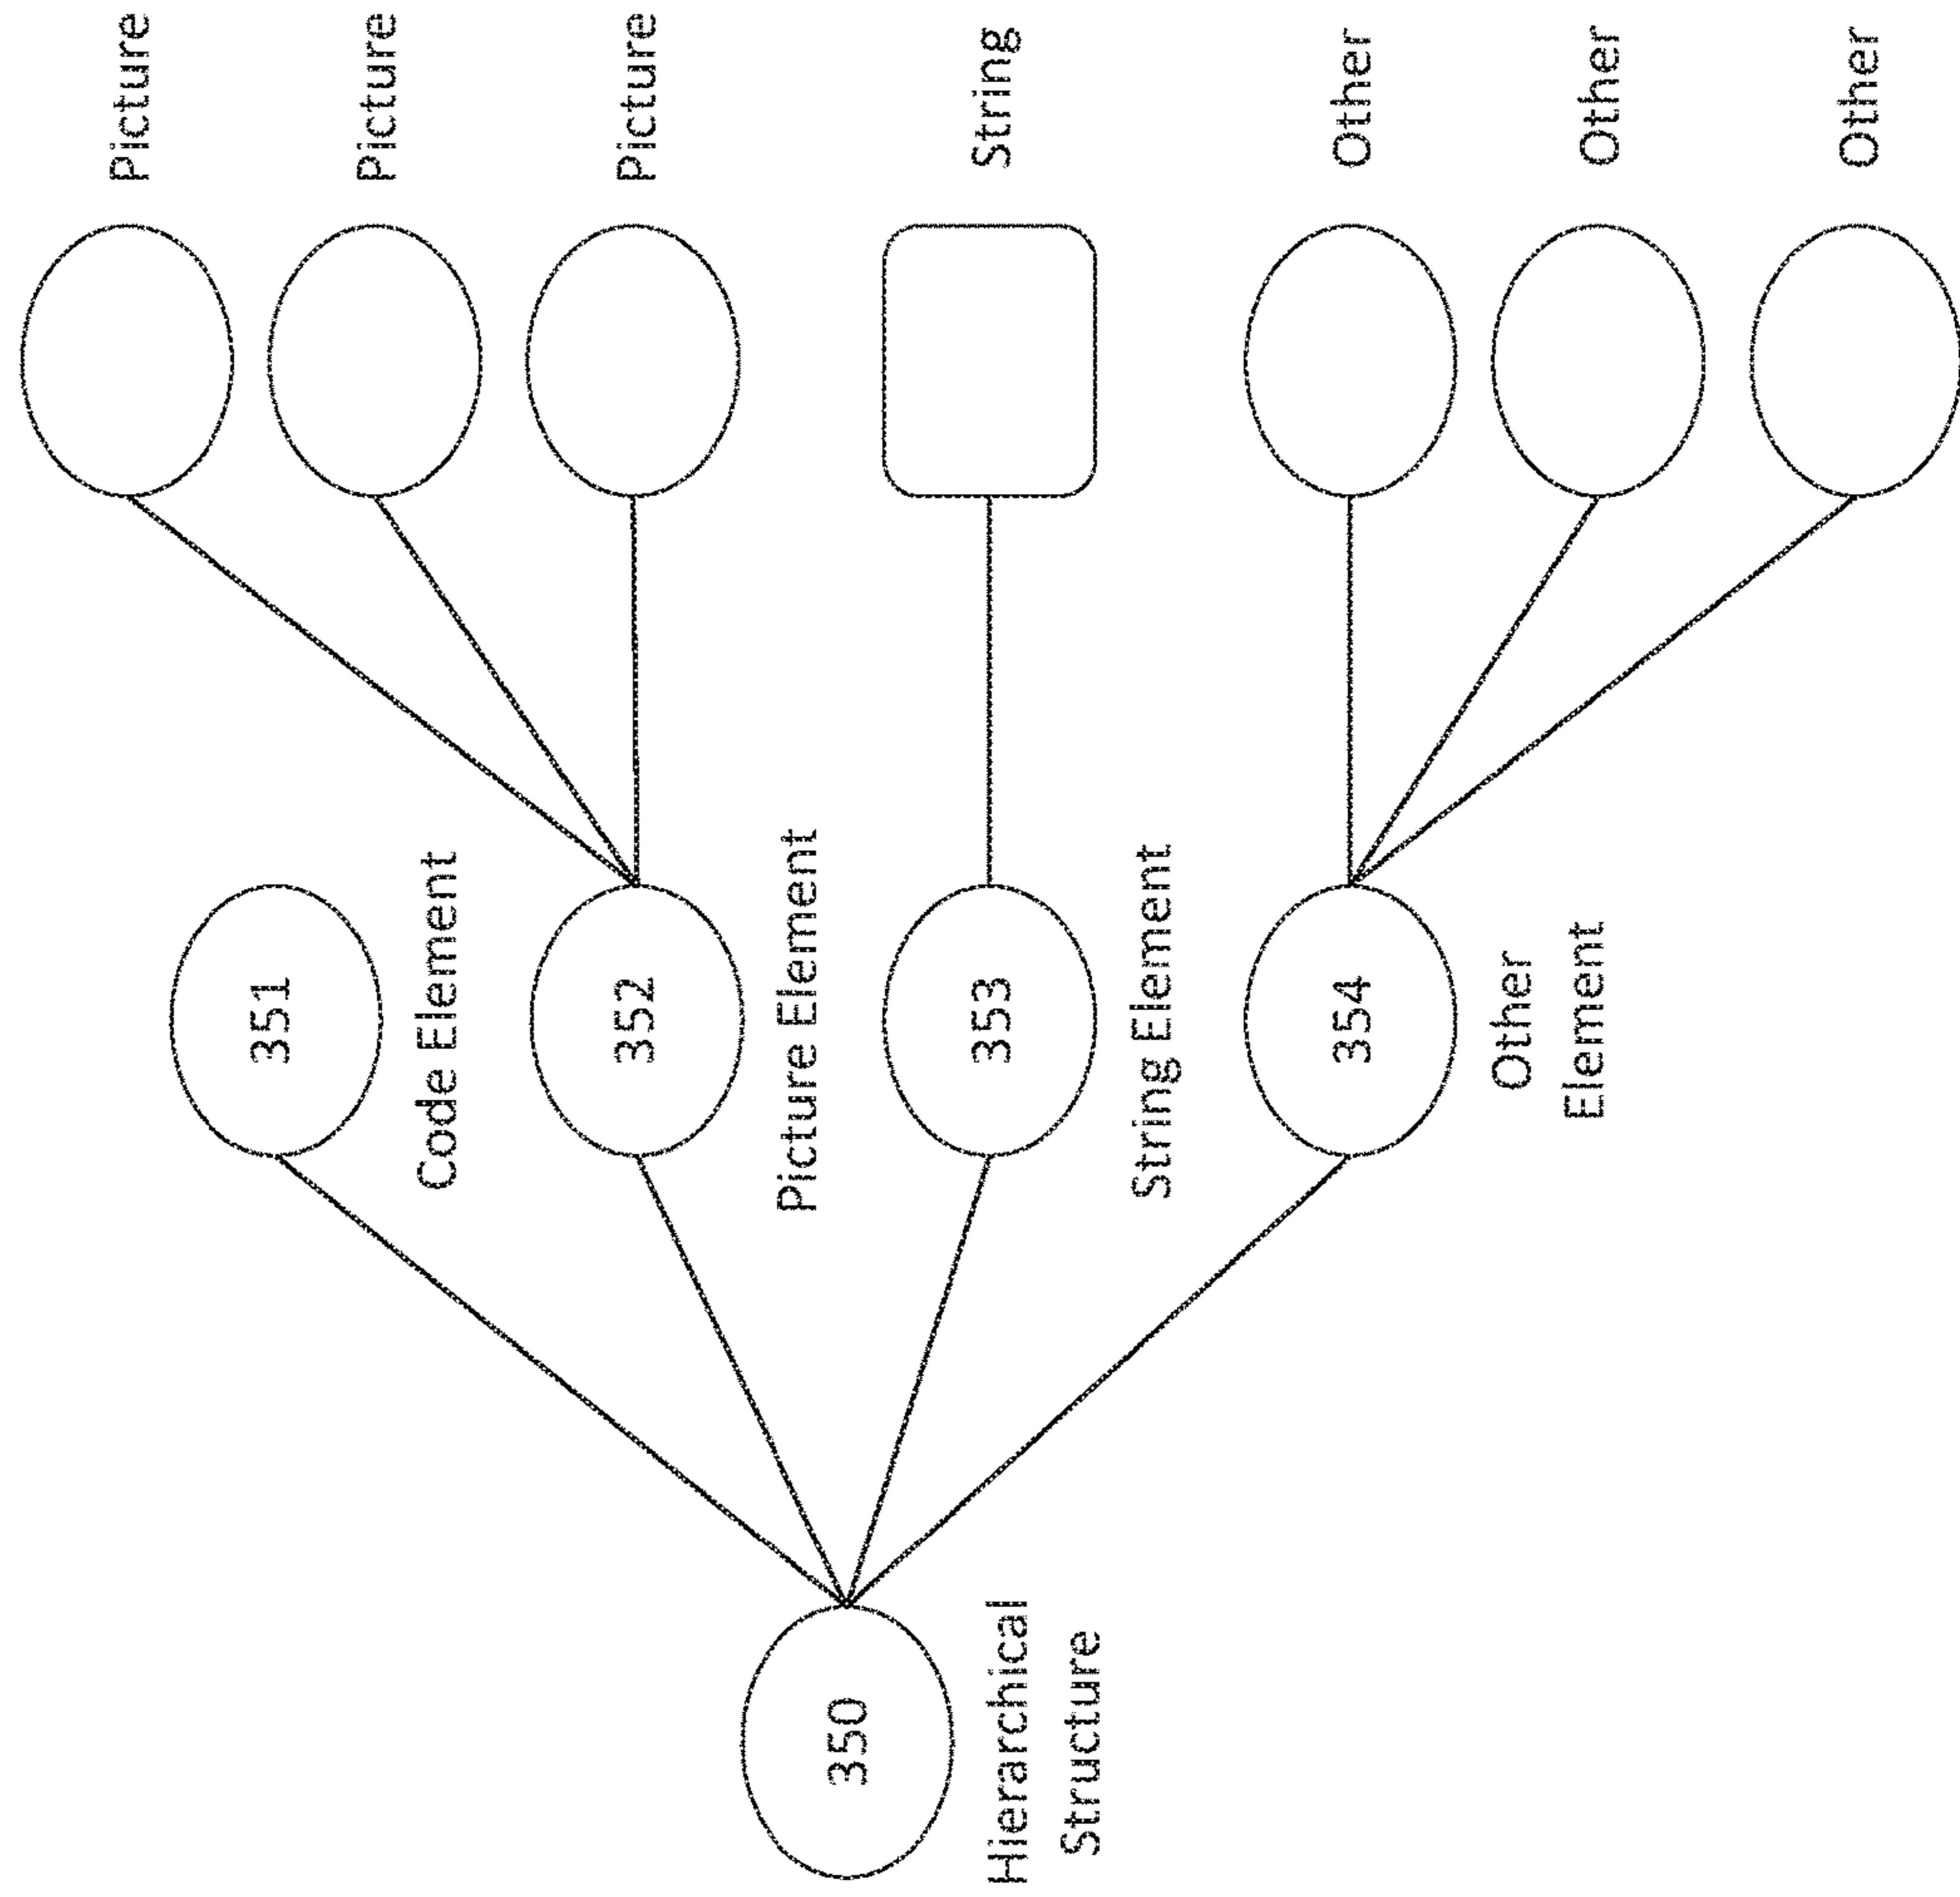 350
Hierarchical
Structure
351
Code Element
352
Picture Element
353
String Element
354
Other
Element
Picture
Picture
Picture
String
Other
Other
Other